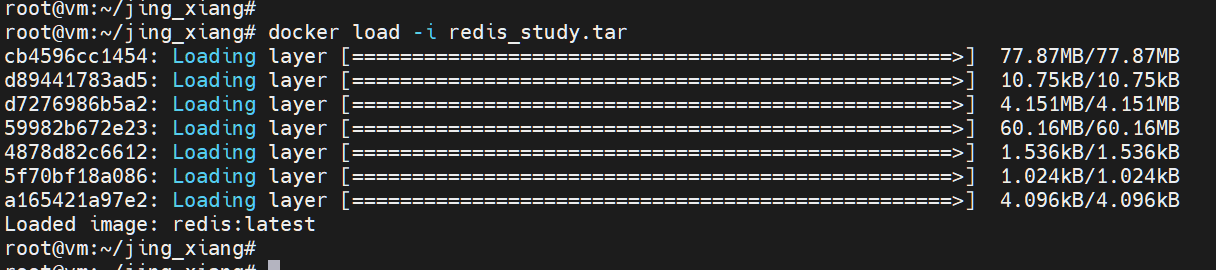 root@vm:~/jing_xiang#
root@vm:~/jing_xiang# docker load -i redis_study.tar
cb4596cc1454: Loading layer [==================================================>]  77.87MB/77.87MB
d89441783ad5: Loading layer [==================================================>]  10.75kB/10.75kB
d7276986b5a2: Loading layer [==================================================>]  4.151MB/4.151MB
59982b672e23: Loading layer [==================================================>]  60.16MB/60.16MB
4878d82c6612: Loading layer [==================================================>]  1.536kB/1.536kB
5f70bf18a086: Loading layer [==================================================>]  1.024kB/1.024kB
a165421a97e2: Loading layer [==================================================>]  4.096kB/4.096kB
Loaded image: redis:latest
root@vm:~/jing_xiang#
root@vm:~/jing_xiang#